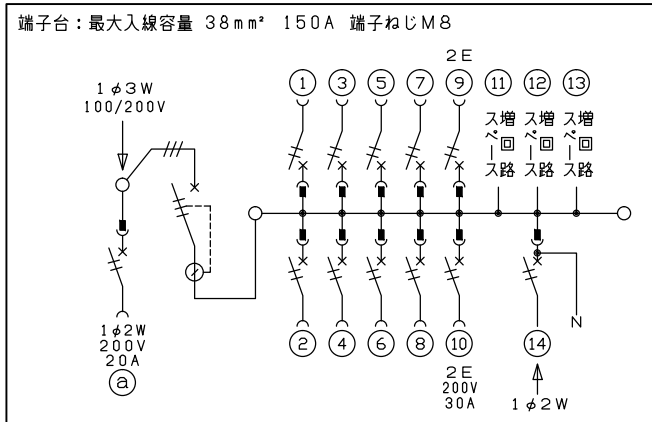 端子台：最大入線容量 38mm² 150A 端子ねじM8
1φ3W
100/200V
2E
① ③ ⑤ ⑦ ⑨ ⑪ ⑫ ⑬
増回路スペース 増回路スペース 増回路スペース
② ④ ⑥ ⑧ ⑩ ⑭
N
1φ2W
200V
20A
ⓐ
2E
200V
30A
1φ2W